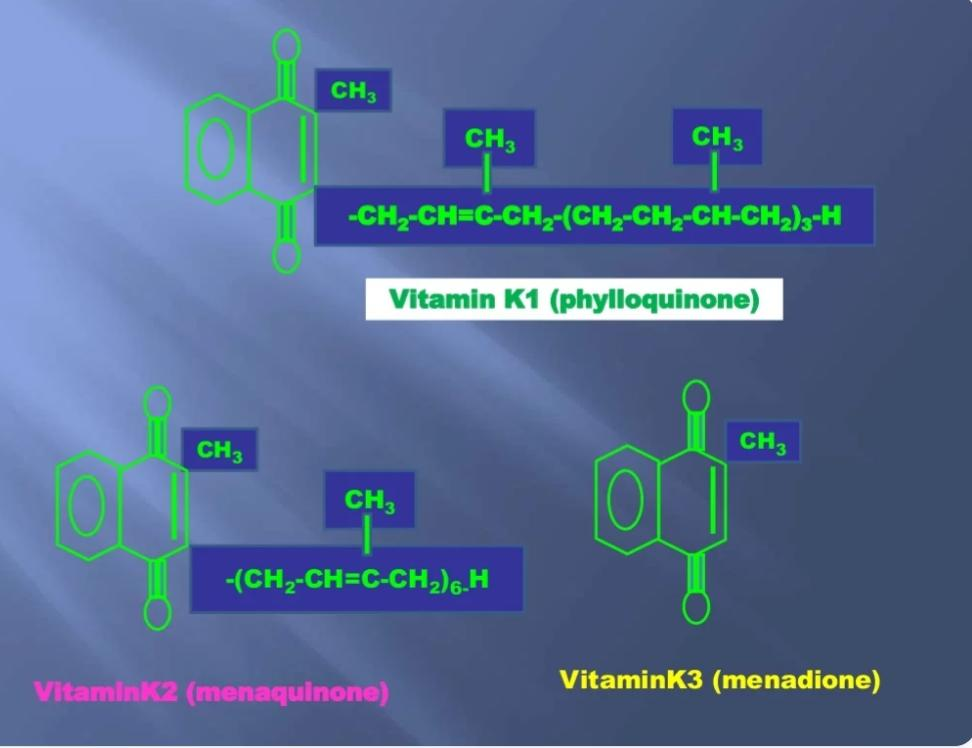 O
CH₃
CH₃ CH₃
-CH₂-CH=C-CH₂-(CH₂-CH₂-CH-CH₂)₃-H
O
Vitamin K1 (phylloquinone)
O
CH₃
CH₃
-(CH₂-CH=C-CH₂)₆-H
O
VitaminK2 (menaquinone)
O
CH₃
O
VitaminK3 (menadione)